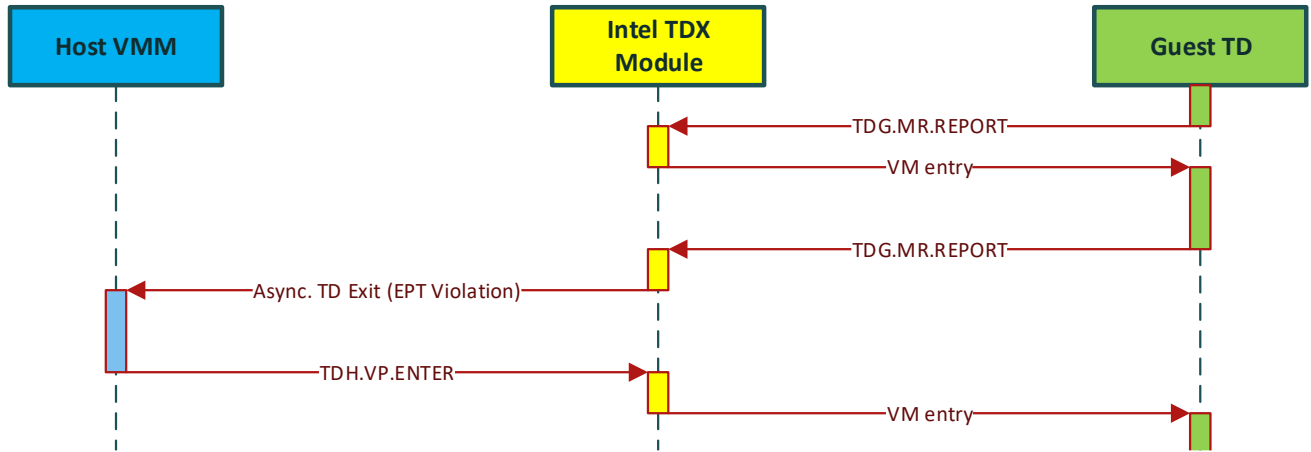 Host VMM
Intel TDX
Module
Guest TD
TDG.MR.REPORT
VM entry
TDG.MR.REPORT
Async. TD Exit (EPT Violation)
TDH.VP.ENTER
VM entry